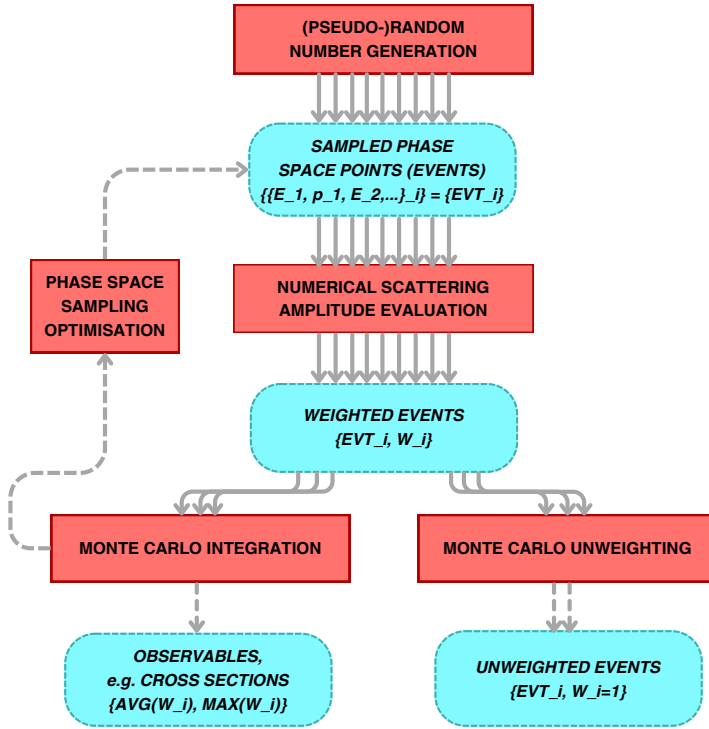 (PSEUDO-)RANDOM
NUMBER GENERATION
SAMPLED PHASE
SPACE POINTS (EVENTS)
{{E_1, p_1, E_2,...}_i} = {EVT_i}
PHASE SPACE
SAMPLING
OPTIMISATION
NUMERICAL SCATTERING
AMPLITUDE EVALUATION
WEIGHTED EVENTS
{EVT_i, W_i}
MONTE CARLO INTEGRATION
MONTE CARLO UNWEIGHTING
OBSERVABLES,
e.g. CROSS SECTIONS
{AVG(W_i), MAX(W_i)}
UNWEIGHTED EVENTS
{EVT_i, W_i=1}